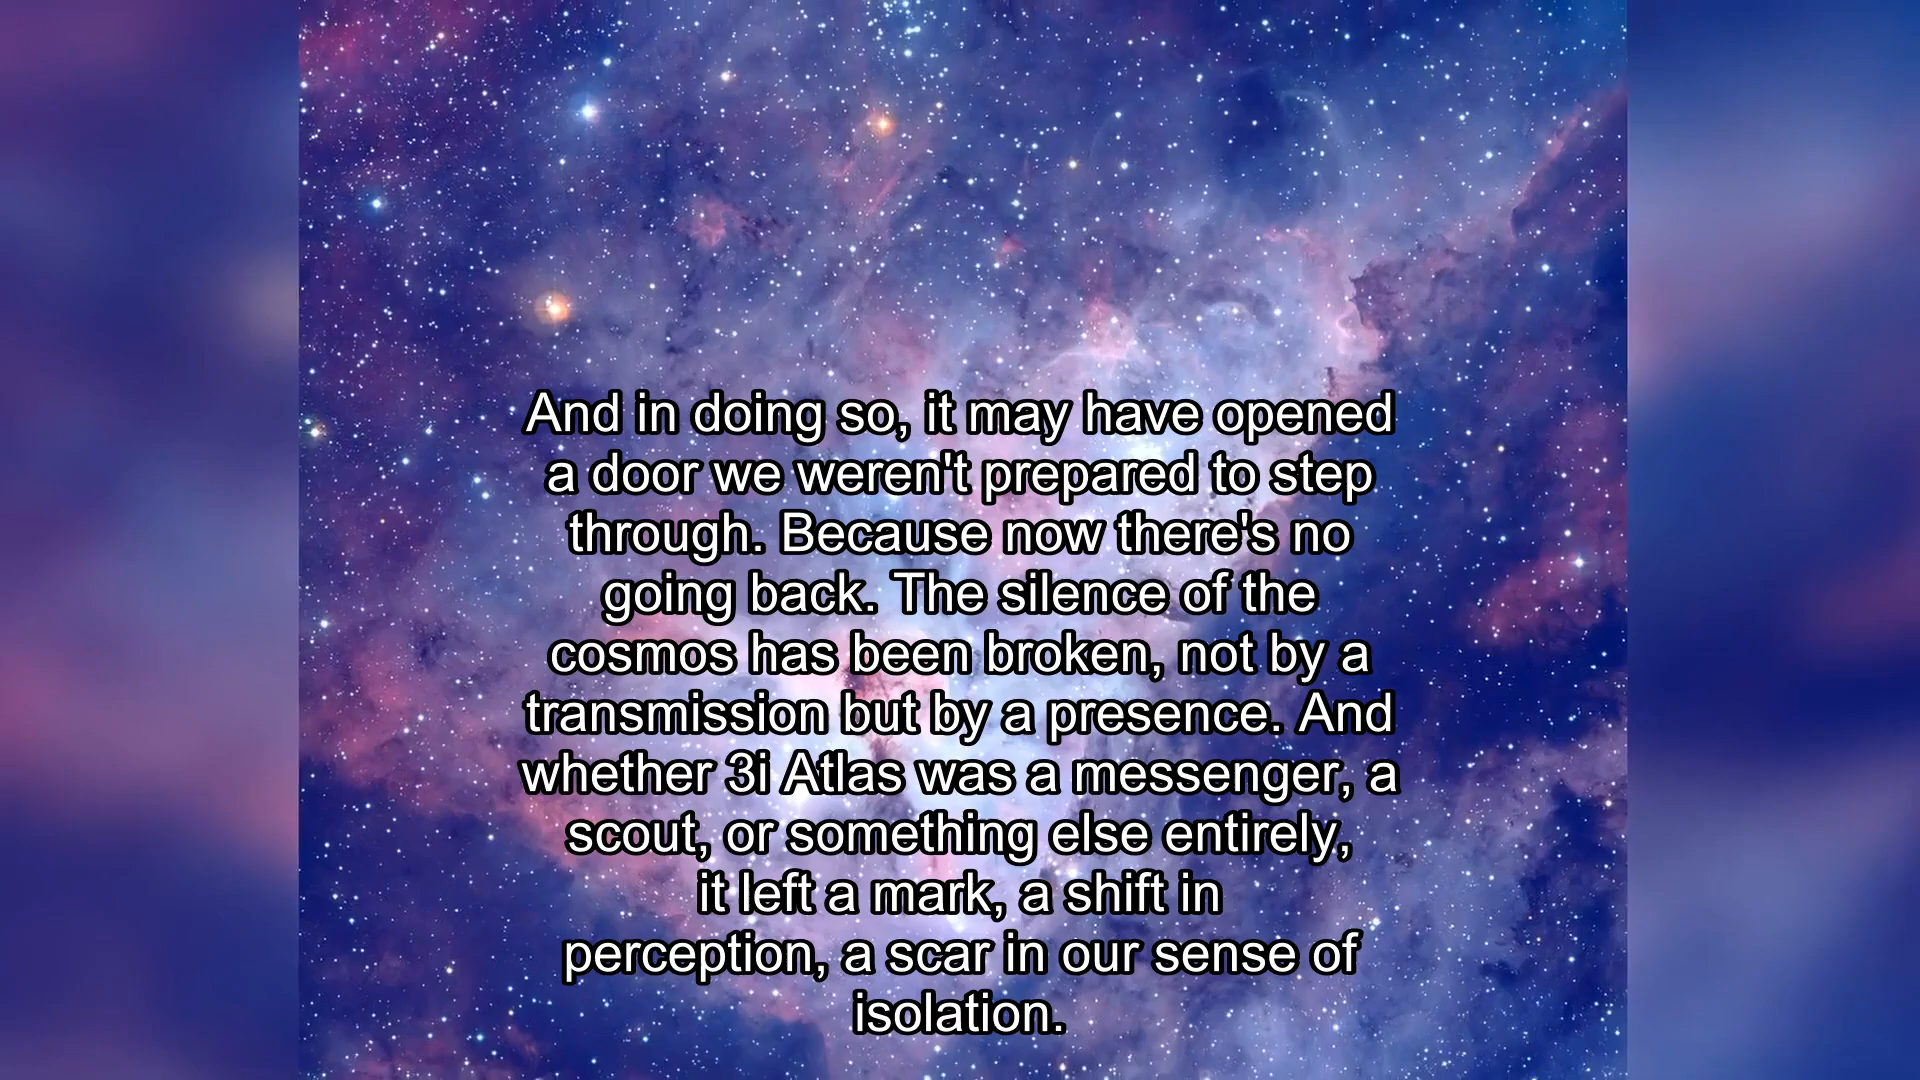 And in doing so, it may have opened
a door we weren't prepared to step
through. Because now there's no
going back. The silence of the
cosmos has been broken, not by a
transmission but by a presence. And
whether 3i Atlas was a messenger, a
scout, or something else entirely,
it left a mark, a shift in
perception, a scar in our sense of
isolation.